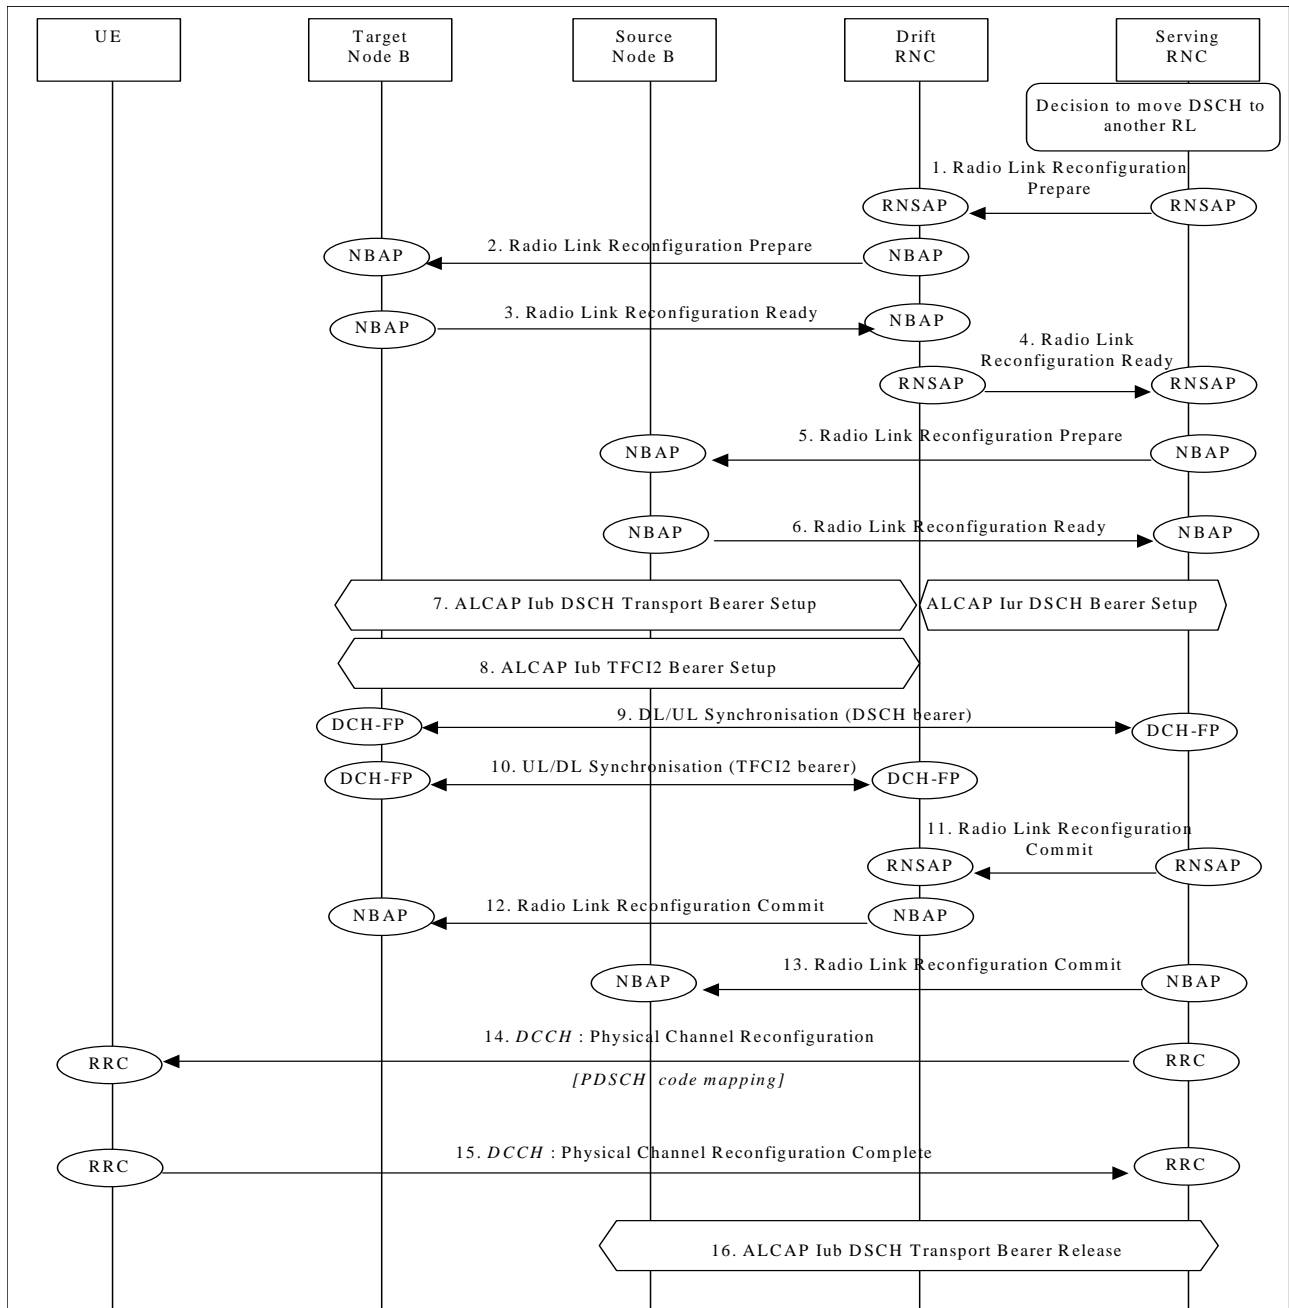 UE
Target
Node B
Source
Node B
Drift
RNC
Serving
RNC
Decision to move DSCH to
another RL
1. Radio Link Reconfiguration
Prepare
RNSAP
RNSAP
2. Radio Link Reconfiguration Prepare
NBAP
NBAP
3. Radio Link Reconfiguration Ready
NBAP
NBAP
4. Radio Link
Reconfiguration Ready
RNSAP
RNSAP
5. Radio Link Reconfiguration Prepare
NBAP
NBAP
6. Radio Link Reconfiguration Ready
NBAP
NBAP
7. ALCAP Iub DSCH Transport Bearer Setup
ALCAP Iur DSCH Bearer Setup
8. ALCAP Iub TFCI2 Bearer Setup
9. DL/UL Synchronisation (DSCH bearer)
DCH-FP
DCH-FP
10. UL/DL Synchronisation (TFCI2 bearer)
DCH-FP
DCH-FP
11. Radio Link Reconfiguration
Commit
RNSAP
RNSAP
12. Radio Link Reconfiguration Commit
NBAP
NBAP
13. Radio Link Reconfiguration Commit
NBAP
NBAP
14. DCCH : Physical Channel Reconfiguration
RRC
RRC
[PDSCH code mapping]
15. DCCH : Physical Channel Reconfiguration Complete
RRC
RRC
16. ALCAP Iub DSCH Transport Bearer Release